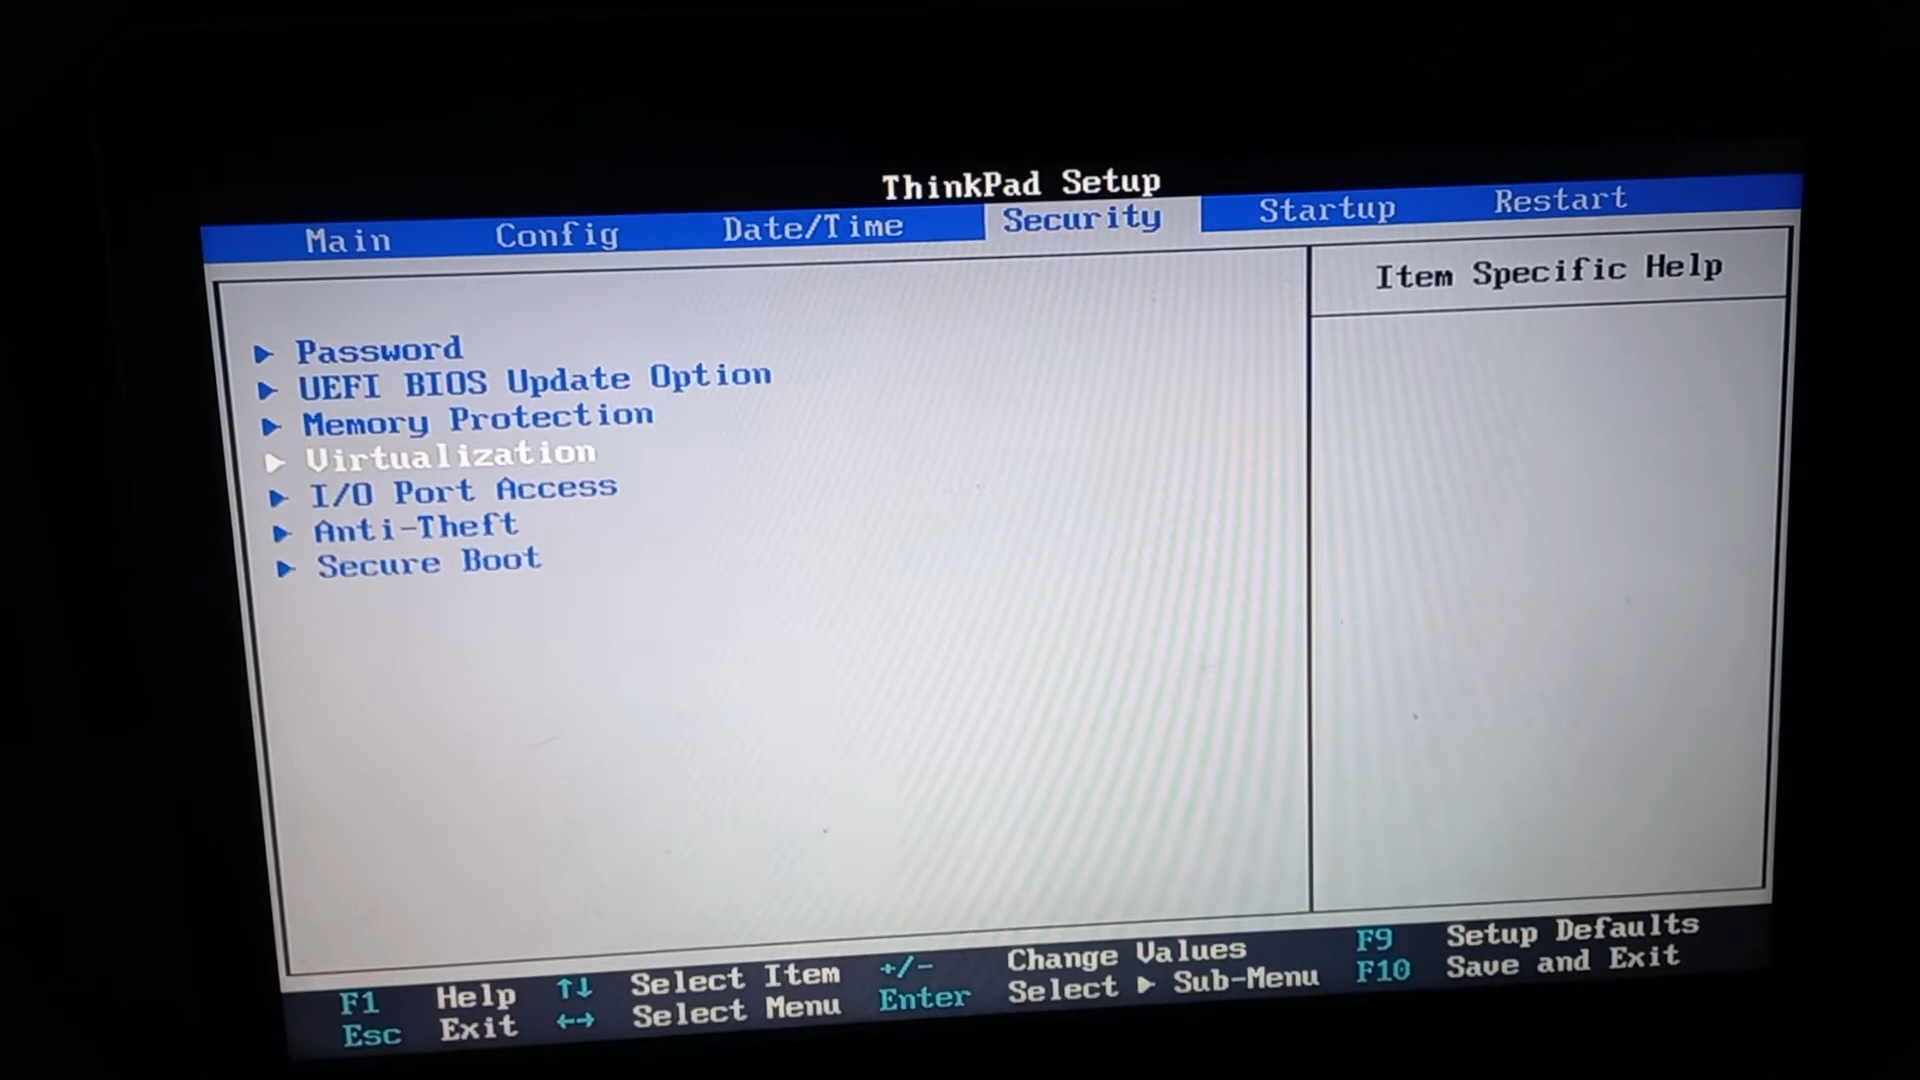 ThinkPad Setup
Main Config Date/Time Security Startup Restart
Item Specific Help
▶ Password
▶ UEFI BIOS Update Option
▶ Memory Protection
▶ Virtualization
▶ I/O Port Access
▶ Anti-Theft
▶ Secure Boot
F1 Help ↑↓ Select Item +/- Change Values F9 Setup Defaults
Esc Exit ←→ Select Menu Enter Select ▶ Sub-Menu F10 Save and Exit